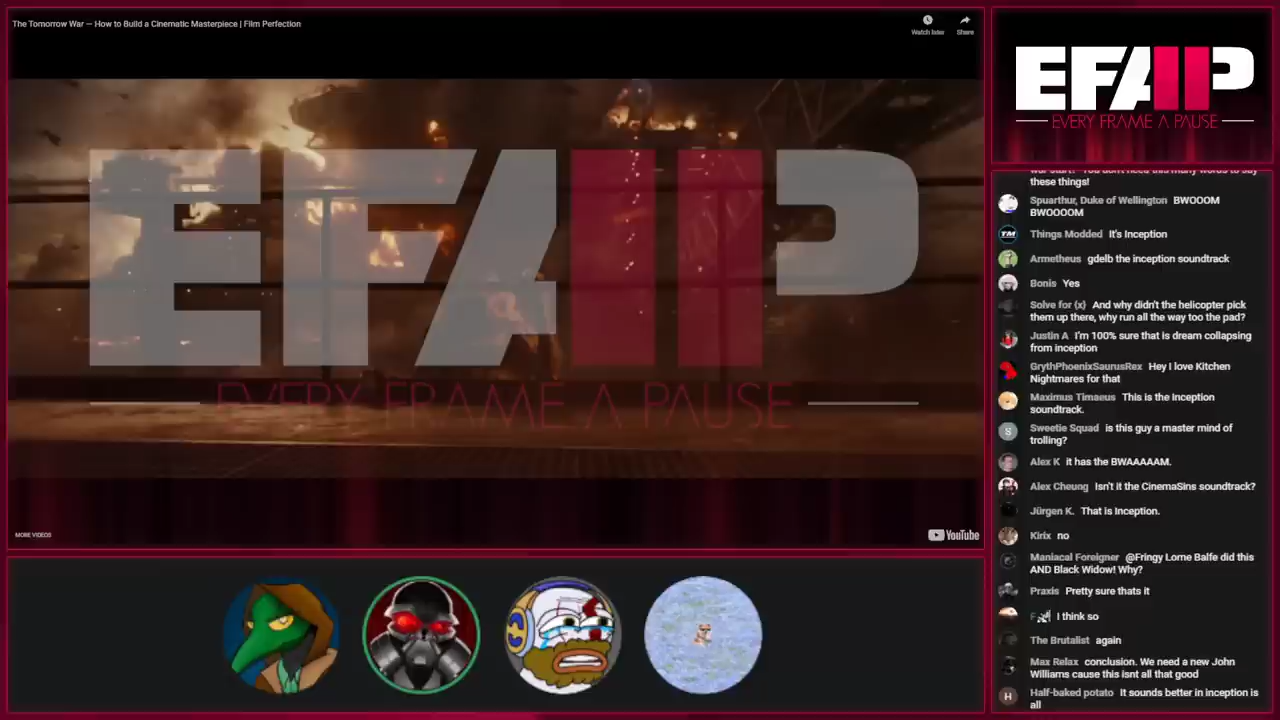 The Tomorrow War — How to Build a Cinematic Masterpiece | Film Perfection
Watch later
Share
EFAP
EVERY FRAME A PAUSE
MORE VIDEOS
YouTube
EFAP
EVERY FRAME A PAUSE
these things!
Spuarthur, Duke of Wellington BWOOOM
BWOOOOM
Things Modded It's Inception
Armetheus gdelb the inception soundtrack
Bonis Yes
Solve for {x} And why didn't the helicopter pick
them up there, why run all the way too the pad?
Justin A I'm 100% sure that is dream collapsing
from inception
GrythPhoenixSaurusRex Hey I love Kitchen
Nightmares for that
Maximus Timaeus This is the Inception
soundtrack.
Sweetie Squad is this guy a master mind of
trolling?
Alex K it has the BWAAAAAM.
Alex Cheung Isn't it the CinemaSins soundtrack?
Jürgen K. That is Inception.
Kirix no
Maniacal Foreigner @Fringy Lorne Balfe did this
AND Black Widow! Why?
Praxis Pretty sure thats it
I think so
The Brutalist again
Max Relax conclusion. We need a new John
Williams cause this isnt all that good
Half-baked potato It sounds better in inception is
all